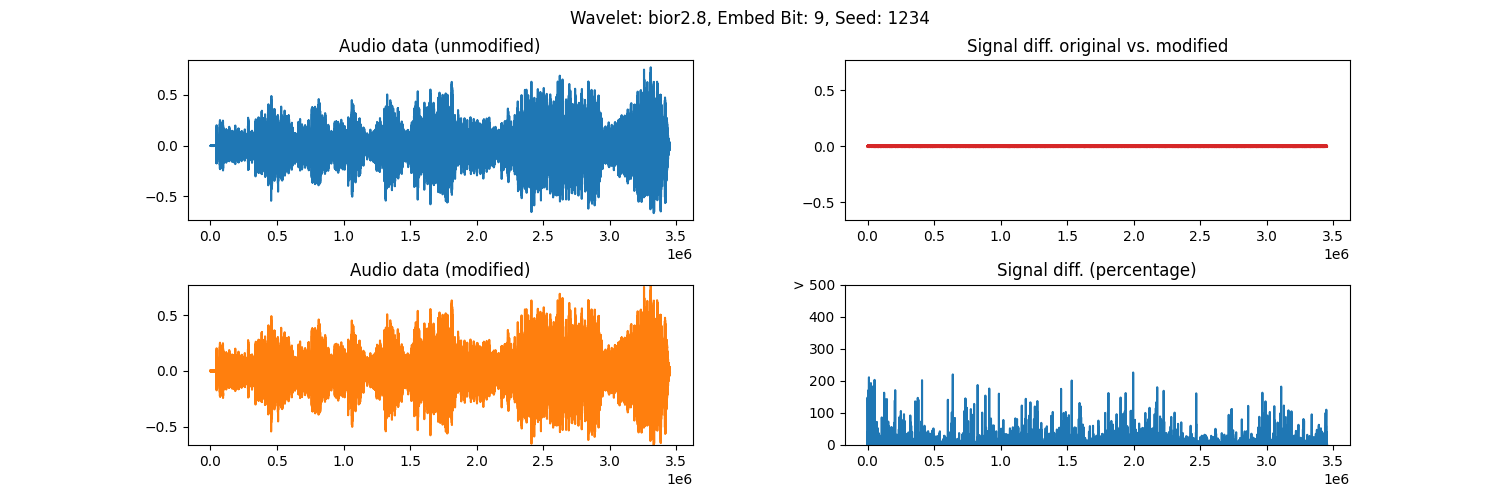 Wavelet: bior2.8, Embed Bit: 9, Seed: 1234
Audio data (unmodified)
0.5
0.0
−0.5
0.0 0.5 1.0 1.5 2.0 2.5 3.0 3.5
1e6
Signal diff. original vs. modified
0.5
0.0
−0.5
0.0 0.5 1.0 1.5 2.0 2.5 3.0 3.5
1e6
Audio data (modified)
0.5
0.0
−0.5
0.0 0.5 1.0 1.5 2.0 2.5 3.0 3.5
1e6
Signal diff. (percentage)
> 500
400
300
200
100
0
0.0 0.5 1.0 1.5 2.0 2.5 3.0 3.5
1e6